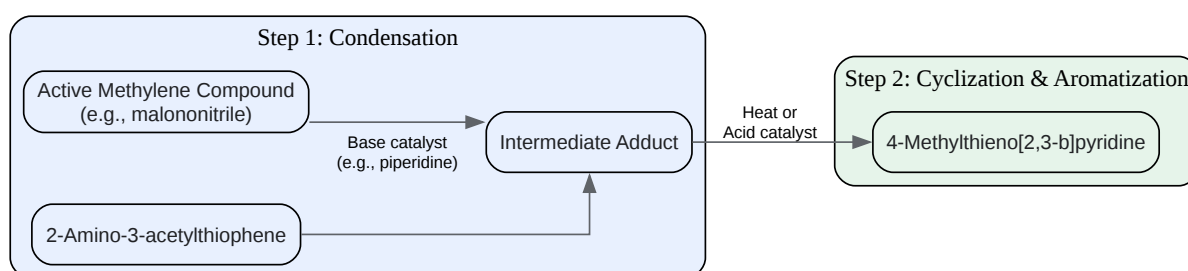 Step 1: Condensation
Active Methylene Compound
(e.g., malononitrile)
Base catalyst
(e.g., piperidine)
Intermediate Adduct
2-Amino-3-acetylthiophene
Heat or
Acid catalyst
Step 2: Cyclization & Aromatization
4-Methylthieno[2,3-b]pyridine